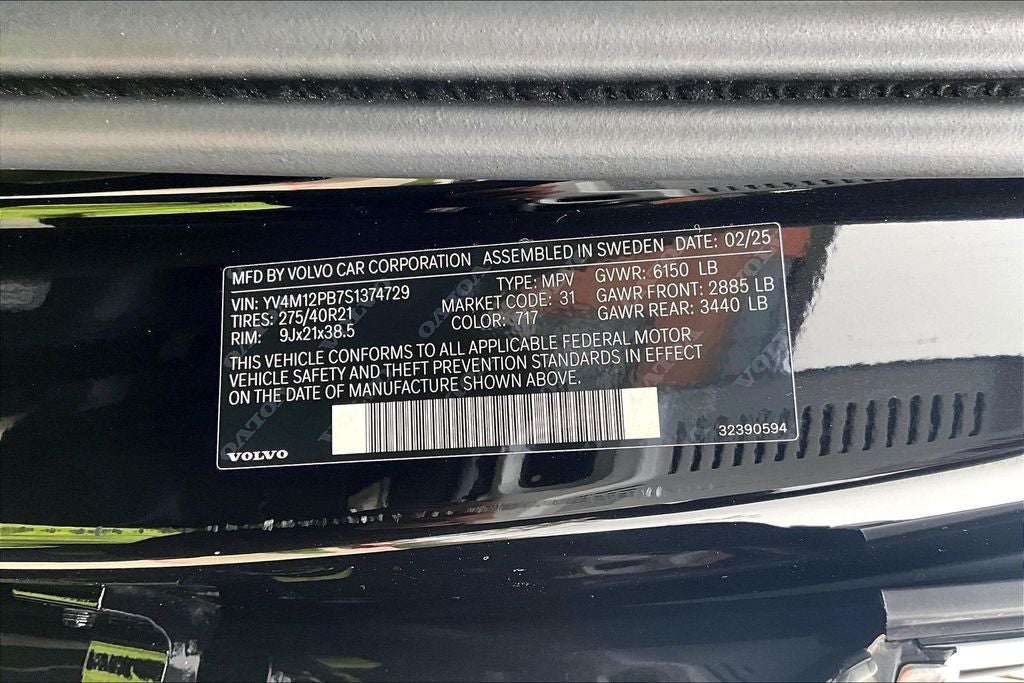 MFD BY VOLVO CAR CORPORATION ASSEMBLED IN SWEDEN DATE: 02/25
VIN: YV4M12PB7S1374729 TYPE: MPV GVWR: 6150 LB
TIRES: 275/40R21 MARKET CODE: 31 GAWR FRONT: 2885 LB
RIM: 9Jx21x38.5 COLOR: 717 GAWR REAR: 3440 LB
THIS VEHICLE CONFORMS TO ALL APPLICABLE FEDERAL MOTOR
VEHICLE SAFETY AND THEFT PREVENTION STANDARDS IN EFFECT
ON THE DATE OF MANUFACTURE SHOWN ABOVE.
VOLVO 32390594